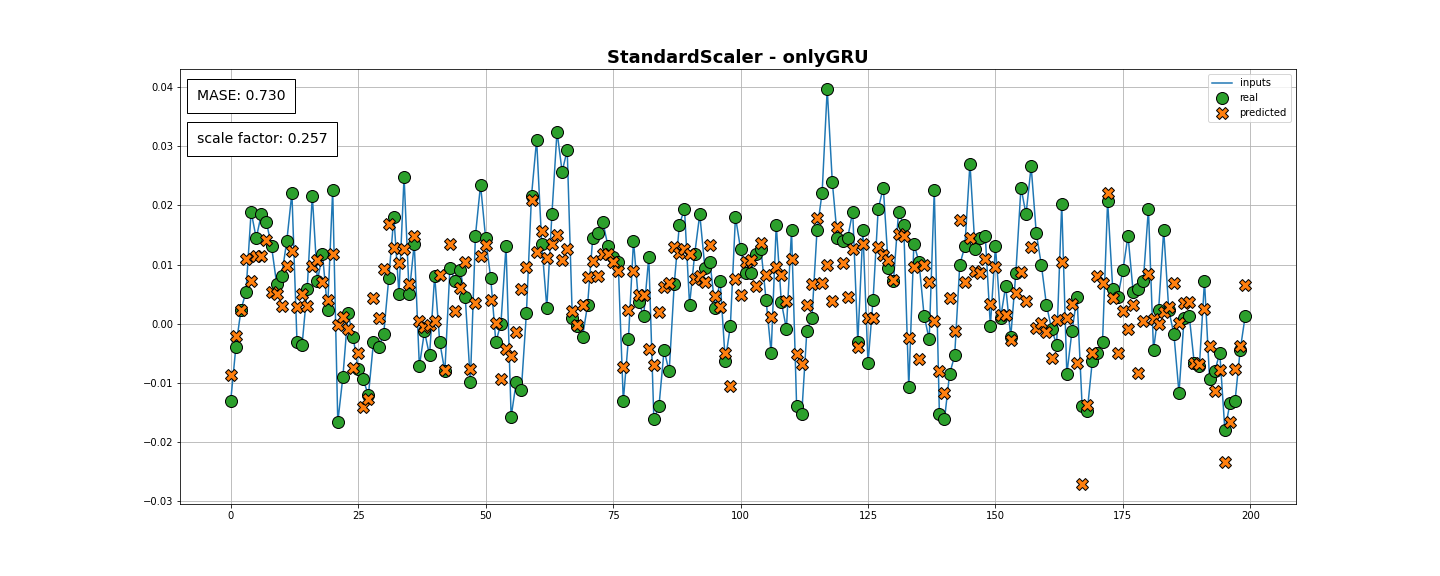 StandardScaler - onlyGRU
MASE: 0.730
scale factor: 0.257
inputs
real
predicted
0.04
0.03
0.02
0.01
0.00
−0.01
−0.02
−0.03
0 25 50 75 100 125 150 175 200